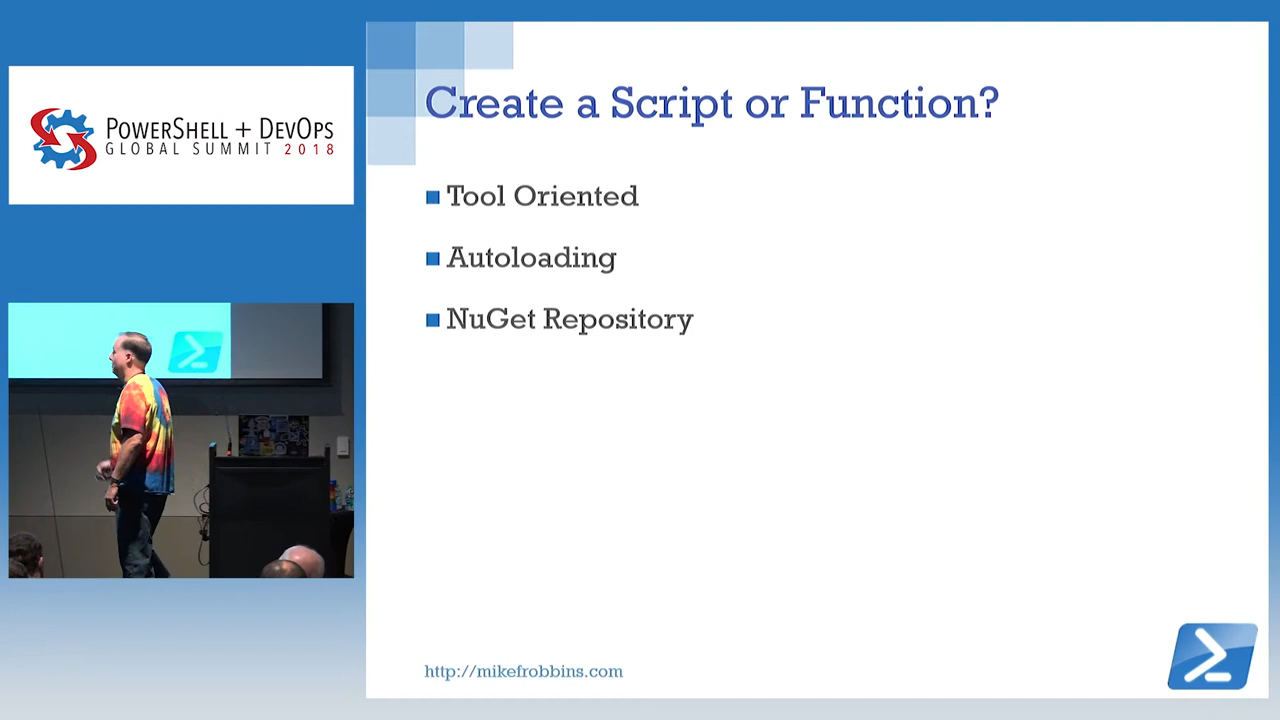 POWERSHELL + DEVOPS
GLOBAL SUMMIT 2018
Create a Script or Function?
Tool Oriented
Autoloading
NuGet Repository
http://mikefrobbins.com